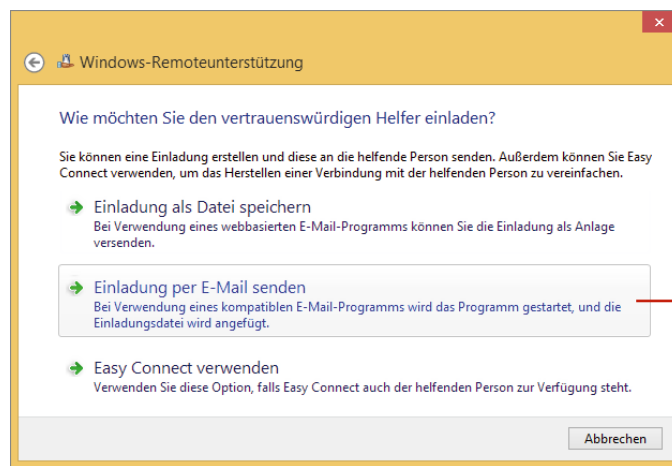 Windows-Remoteunterstützung
Wie möchten Sie den vertrauenswürdigen Helfer einladen?
Sie können eine Einladung erstellen und diese an die helfende Person senden. Außerdem können Sie Easy
Connect verwenden, um das Herstellen einer Verbindung mit der helfenden Person zu vereinfachen.
Einladung als Datei speichern
Bei Verwendung eines webbasierten E-Mail-Programms können Sie die Einladung als Anlage
versenden.
Einladung per E-Mail senden
Bei Verwendung eines kompatiblen E-Mail-Programms wird das Programm gestartet, und die
Einladungsdatei wird angefügt.
Easy Connect verwenden
Verwenden Sie diese Option, falls Easy Connect auch der helfenden Person zur Verfügung steht.
Abbrechen